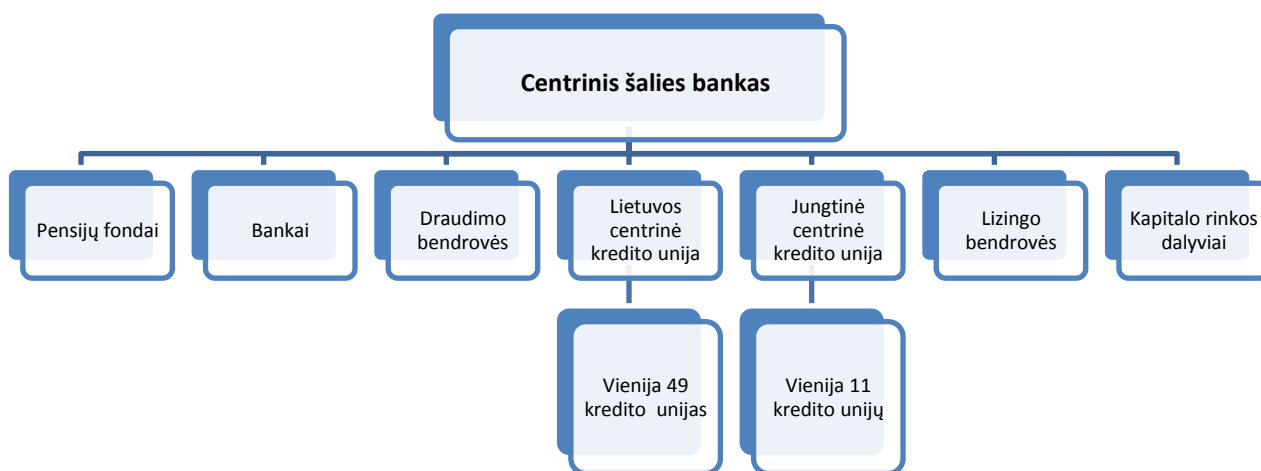 Centrinis šalies bankas
Pensijų fondai
Bankai
Draudimo
bendrovės
Lietuvos
centrinė
kredito unija
Jungtinė
centrinė
kredito unija
Lizingo
bendrovės
Kapitalo rinkos
dalyviai
Vienija 49
kredito unijas
Vienija 11
kredito unijų